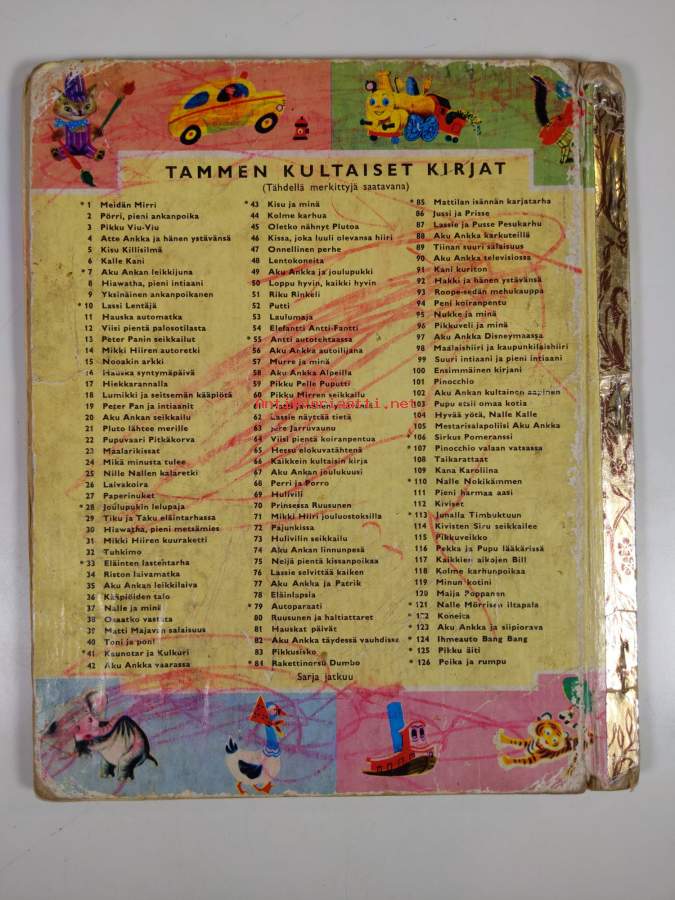 TAMMEN KULTAISET KIRJAT
(Tähdellä merkittyjä saatavana)
* 1 Meidän Mirri
2 Pörri, pieni ankanpoika
3 Pikku Viu-Viu
4 Atte Ankka ja hänen ystävänsä
5 Kisu Killisilmä
6 Kalle Kani
* 7 Aku Ankan leikkijuna
8 Hiawatha, pieni intiaani
9 Yksinäinen ankanpoikanen
* 10 Lassi Lentäjä
11 Hauska automatka
12 Viisi pientä palosotilasta
13 Peter Panin seikkailut
14 Mikki Hiiren autoretki
15 Nooakin arkki
16 Hauska syntymäpäivä
17 Hiekkarannalla
18 Lumikki ja seitsemän kääpiötä
19 Peter Pan ja intiaanit
20 Aku Ankan seikkailu
21 Pluto lähtee merille
22 Pupuvaari Pitkäkorva
23 Maalarikissat
24 Mikä minusta tulee
25 Nille Nallen kalaretki
26 Laivakoira
27 Paperinuket
* 28 Joulupukin lelupaja
29 Tiku ja Taku eläintarhassa
30 Hiawatha, pieni metsämies
31 Mikki Hiiren kuuraketti
32 Tuhkimo
* 33 Eläinten lastentarha
34 Riston laivamatka
35 Aku Ankan leikkilaiva
36 Kääpiöiden talo
37 Nalle ja minä
38 Osaatko vastata
39 Matti Majavan salaisuus
40 Toni ja poni
* 41 Kaunotar ja Kulkuri
42 Aku Ankka vaarassa
* 43 Kisu ja minä
44 Kolme karhua
45 Oletko nähnyt Plutoa
46 Kissa, joka luuli olevansa hiiri
47 Onnellinen perhe
48 Lentokoneita
49 Aku Ankka ja joulupukki
50 Loppu hyvin, kaikki hyvin
51 Riku Rinkeli
52 Putti
53 Laulumaja
54 Elefantti Antti-Fantti
* 55 Antti autotehtaassa
56 Aku Ankka autoilijana
57 Murre ja minä
58 Aku Ankka Alpeilla
59 Pikku Pelle Puputti
60 Pikku Mirren seikkailu
62 Lassie näyttää tietä
63 Jere Jarruvaunu
64 Viisi pientä koiranpentua
65 Hessu elokuvatähtenä
66 Kaikkein kultaisin kirja
67 Aku Ankan joulukuusi
68 Perri ja Porro
69 Hulivili
70 Prinsessa Ruusunen
71 Mikki Hiiri jouluostoksilla
72 Pajunkissa
73 Hulivilin seikkailu
74 Aku Ankan linnunpesä
75 Neljä pientä kissanpoikaa
76 Lassie selvittää kaiken
77 Aku Ankka ja Patrik
78 Eläinlapsia
* 79 Autoparaati
80 Ruusunen ja haltiattaret
81 Hauskat päivät
82 Aku Ankka täydessä vauhdissa
83 Pikkusisko
* 84 Rakettinorsu Dumbo
* 85 Mattilan isännän karjatarha
86 Jussi ja Prisse
87 Lassie ja Pusse Pesukarhu
88 Aku Ankka karkuteillä
89 Tiinan suuri salaisuus
90 Aku Ankka televisiossa
91 Kani kuriton
92 Hakki ja hänen ystävänsä
93 Roope-sedän mehukauppa
94 Peni koiranpentu
95 Nukke ja minä
96 Pikkuveli ja minä
97 Aku Ankka Disneymaassa
98 Maalaishiiri ja kaupunkilaishiiri
99 Suuri intiaani ja pieni intiaani
100 Ensimmäinen kirjani
101 Pinocchio
102 Aku Ankan kultainen aapinen
103 Pupu etsii omaa kotia
104 Hyvää yötä, Nalle Kalle
105 Mestarisalapoliisi Aku Ankka
* 106 Sirkus Pomeranssi
* 107 Pinocchio valaan vatsassa
108 Taikarattaat
109 Kana Karoliina
* 110 Nalle Nokikämmen
111 Pieni harmaa aasi
112 Kiviset
* 113 Junalla Timbuktuun
114 Kivisten Siru seikkailee
115 Pikkuveikko
116 Pekka ja Pupu lääkärissä
117 Kaikkien aikojen Bill
118 Kolme karhunpoikaa
119 Minun kotini
120 Maija Poppanen
* 121 Nalle Mörrisen iltapala
* 122 Koneita
* 123 Aku Ankka ja siipiorava
* 124 Ihmeauto Bang Bang
* 125 Pikku äiti
* 126 Poika ja rumpu
Sarja jatkuu